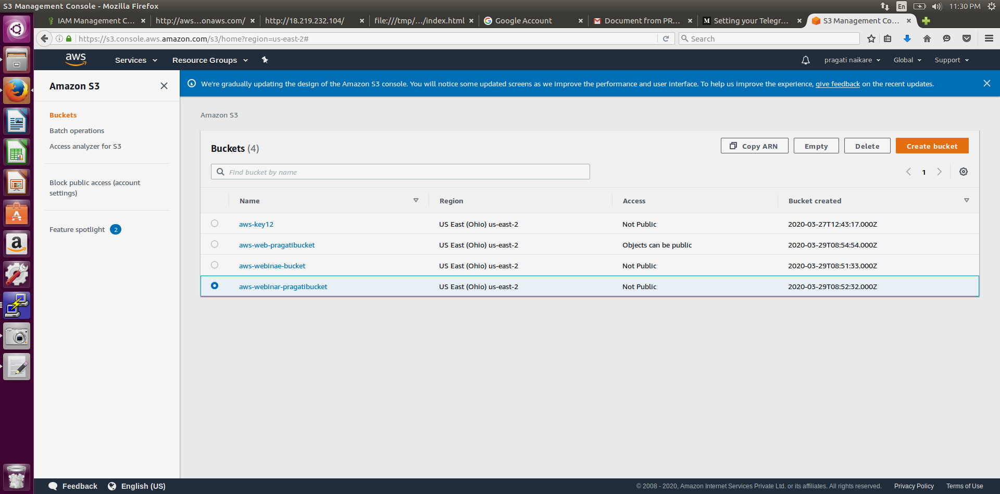 S3 Management Console - Mozilla Firefox
En
11:30 PM
IAM Management C...
http://aws...onaws.com/
http://18.219.232.104/
file:///tmp/.../index.html
Google Account
Document from PR...
Setting your Telegr...
S3 Management Co...
https://s3.console.aws.amazon.com/s3/home?region=us-east-2#
Search
aws
Services
Resource Groups
pragati naikare
Global
Support
Amazon S3
We're gradually updating the design of the Amazon S3 console. You will notice some updated screens as we improve the performance and user interface. To help us improve the experience, give feedback on the recent updates.
Buckets
Batch operations
Access analyzer for S3
Block public access (account
settings)
Feature spotlight 2
Amazon S3
Buckets (4)
Copy ARN
Empty
Delete
Create bucket
Find bucket by name
1
Name Region Access Bucket created
aws-key12 US East (Ohio) us-east-2 Not Public 2020-03-27T12:43:17.000Z
aws-web-pragatibucket US East (Ohio) us-east-2 Objects can be public 2020-03-29T08:54:54.000Z
aws-webinae-bucket US East (Ohio) us-east-2 Not Public 2020-03-29T08:51:33.000Z
aws-webinar-pragatibucket US East (Ohio) us-east-2 Not Public 2020-03-29T08:52:32.000Z
Feedback
English (US)
© 2008 - 2020, Amazon Internet Services Private Ltd. or its affiliates. All rights reserved.
Privacy Policy
Terms of Use